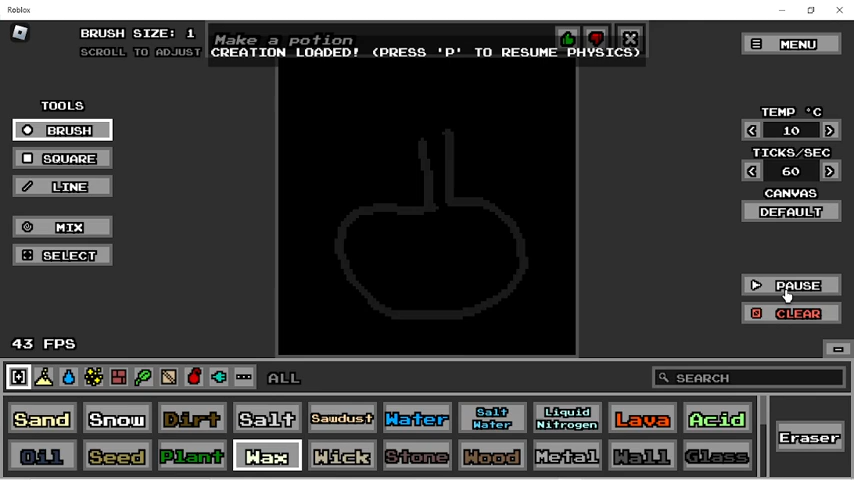 Roblox
BRUSH SIZE: 1
SCROLL TO ADJUST
Make a potion
CREATION LOADED! (PRESS 'P' TO RESUME PHYSICS)
MENU
TOOLS
BRUSH
SQUARE
LINE
MIX
SELECT
TEMP °C
< 10 >
TICKS/SEC
< 60 >
CANVAS
DEFAULT
PAUSE
CLEAR
43 FPS
ALL
SEARCH
Sand Snow Dirt Salt Sawdust Water Salt Water Liquid Nitrogen Lava Acid
Oil Seed Plant Wax Wick Stone Wood Metal Wall Glass
Eraser